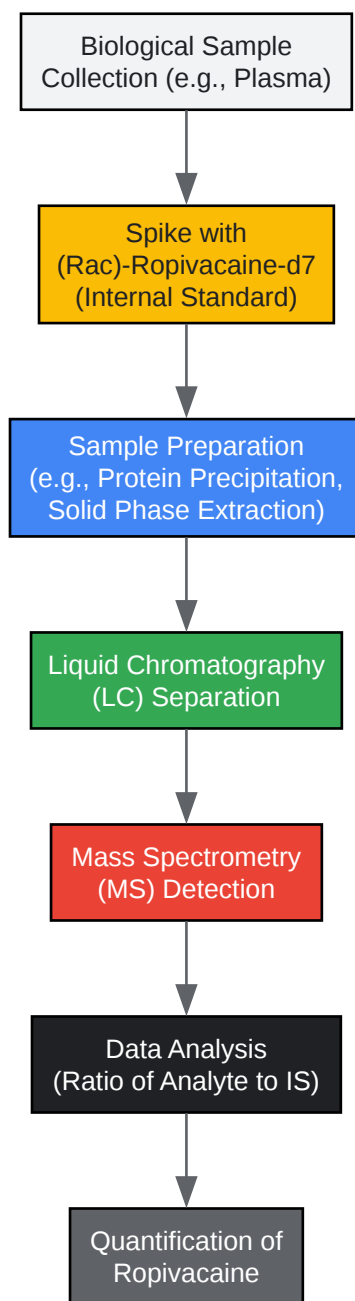 Biological Sample
Collection (e.g., Plasma)
Spike with
(Rac)-Ropivacaine-d7
(Internal Standard)
Sample Preparation
(e.g., Protein Precipitation,
Solid Phase Extraction)
Liquid Chromatography
(LC) Separation
Mass Spectrometry
(MS) Detection
Data Analysis
(Ratio of Analyte to IS)
Quantification of
Ropivacaine